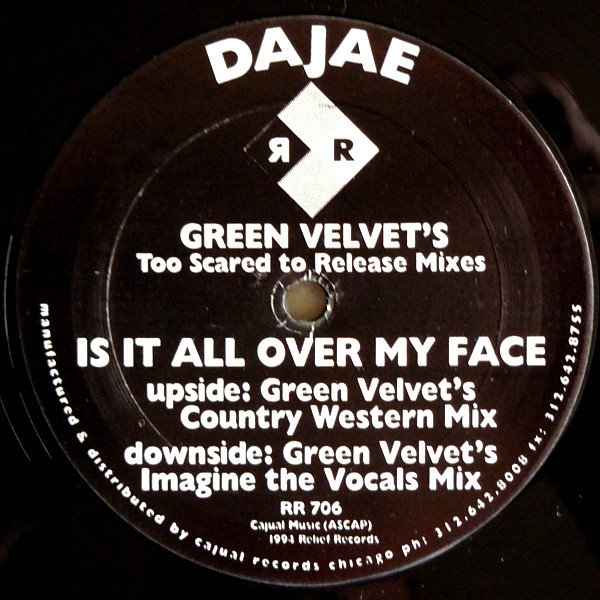 DAJAE
R R
GREEN VELVET'S
Too Scared to Release Mixes
IS IT ALL OVER MY FACE
upside: Green Velvet's
Country Western Mix
downside: Green Velvet's
Imagine the Vocals Mix
RR 706
Cajual Music (ASCAP)
1994 Relief Records
manufactured & distributed by cajual records chicago ph: 312.642.8008 fx: 312.642.8755